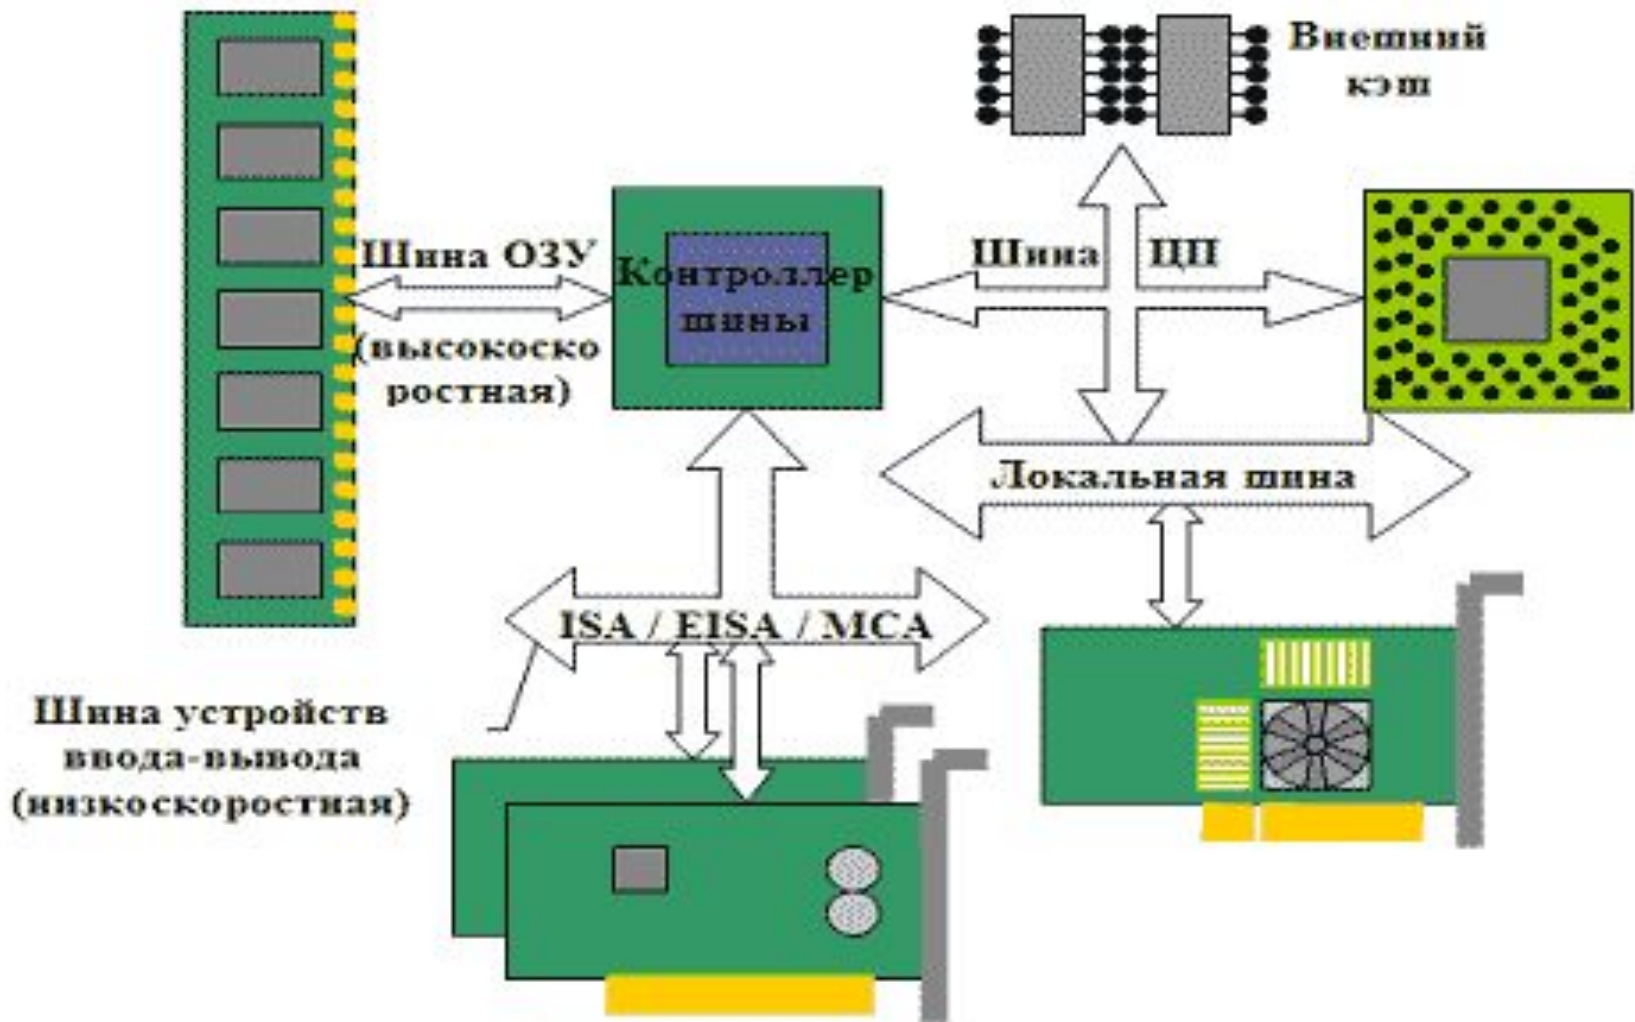 Внешний
кэш
Шина ОЗУ
(высокоско
ростная)
Контроллер
шины
Шина ЦП
Локальная шина
ISA / EISA / MCA
Шина устройств
ввода-вывода
(низкоскоростная)